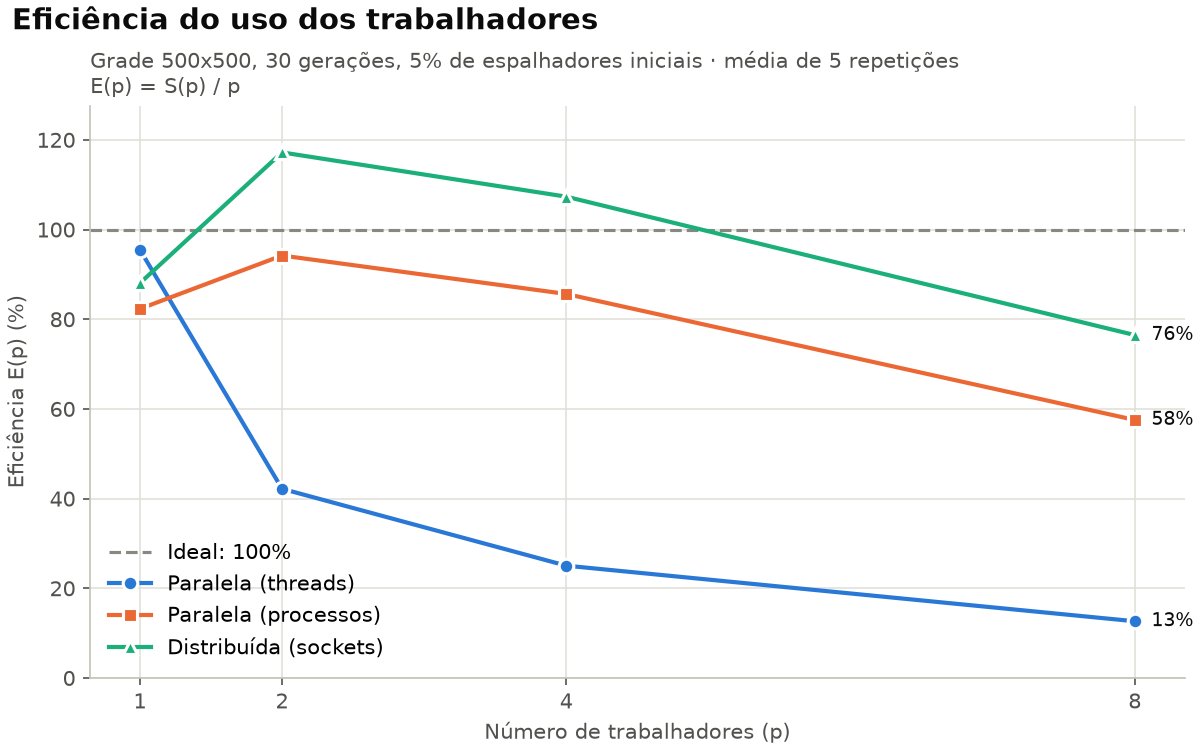 Eficiência do uso dos trabalhadores
Grade 500x500, 30 gerações, 5% de espalhadores iniciais · média de 5 repetições
E(p) = S(p) / p
Eficiência E(p) (%)
120
100
80
60
40
20
0
76%
58%
13%
Ideal: 100%
Paralela (threads)
Paralela (processos)
Distribuída (sockets)
1 2 4 8
Número de trabalhadores (p)